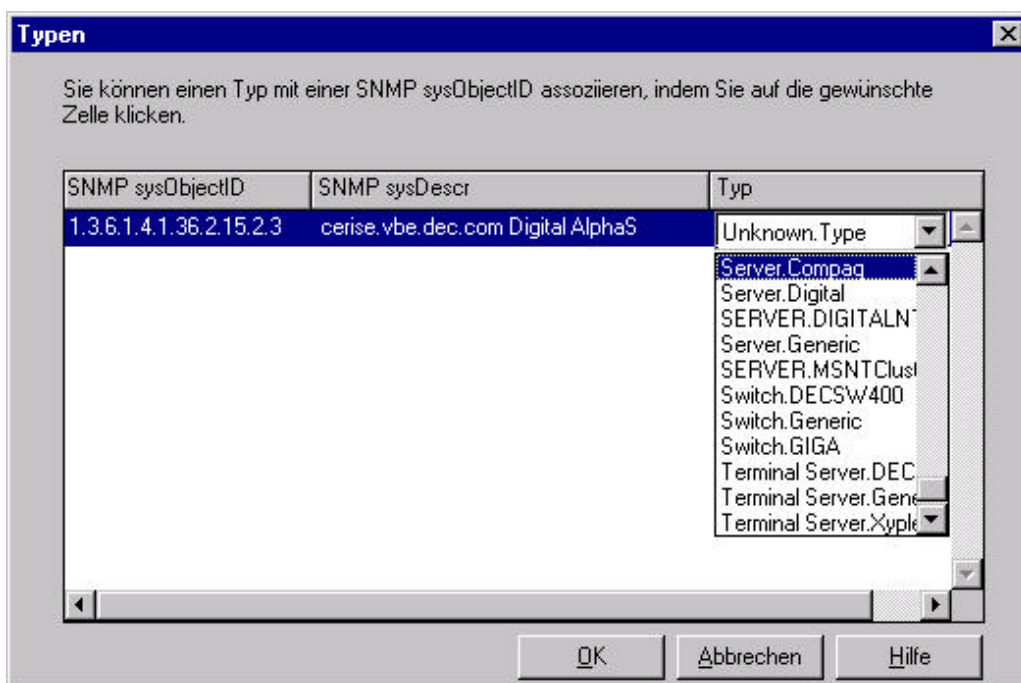 Typen
Sie können einen Typ mit einer SNMP sysObjectID assoziieren, indem Sie auf die gewünschte
Zelle klicken.
SNMP sysObjectID SNMP sysDescr Typ
1.3.6.1.4.1.36.2.15.2.3 cerise.vbe.dec.com Digital AlphaS Unknown.Type
Server.Compaq
Server.Digital
SERVER.DIGITALNT
Server.Generic
SERVER.MSNTClust
Switch.DECSW400
Switch.Generic
Switch.GIGA
Terminal Server.DEC
Terminal Server.Gene
Terminal Server.Xyple
OK Abbrechen Hilfe